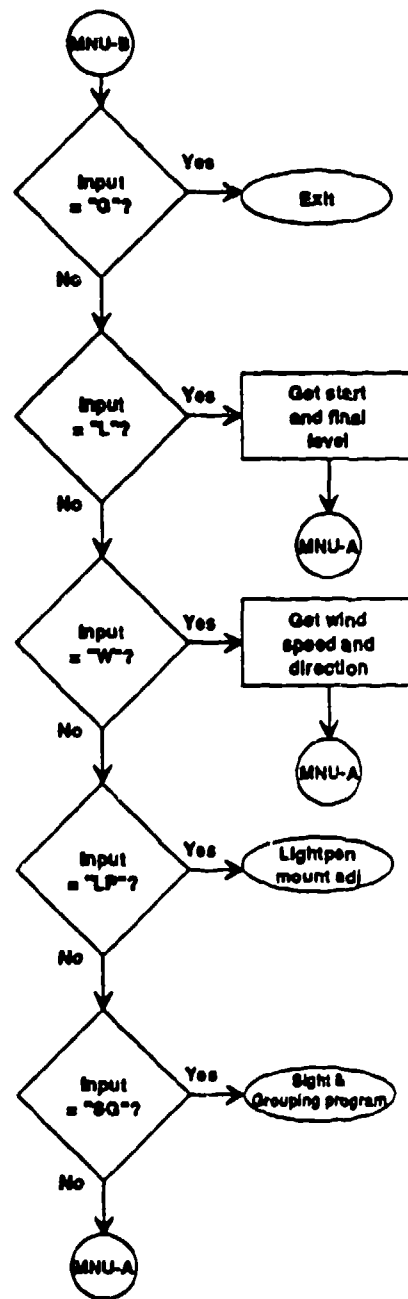 MNU-B
Input
= "G"?
Yes
Exit
No
Input
= "L"?
Yes
Get start
and final
level
No
MNU-A
Input
= "W"?
Yes
Get wind
speed and
direction
No
MNU-A
Input
= "LP"?
Yes
Lightpen
mount adj
No
Input
= "SG"?
Yes
Sight &
Grouping program
No
MNU-A